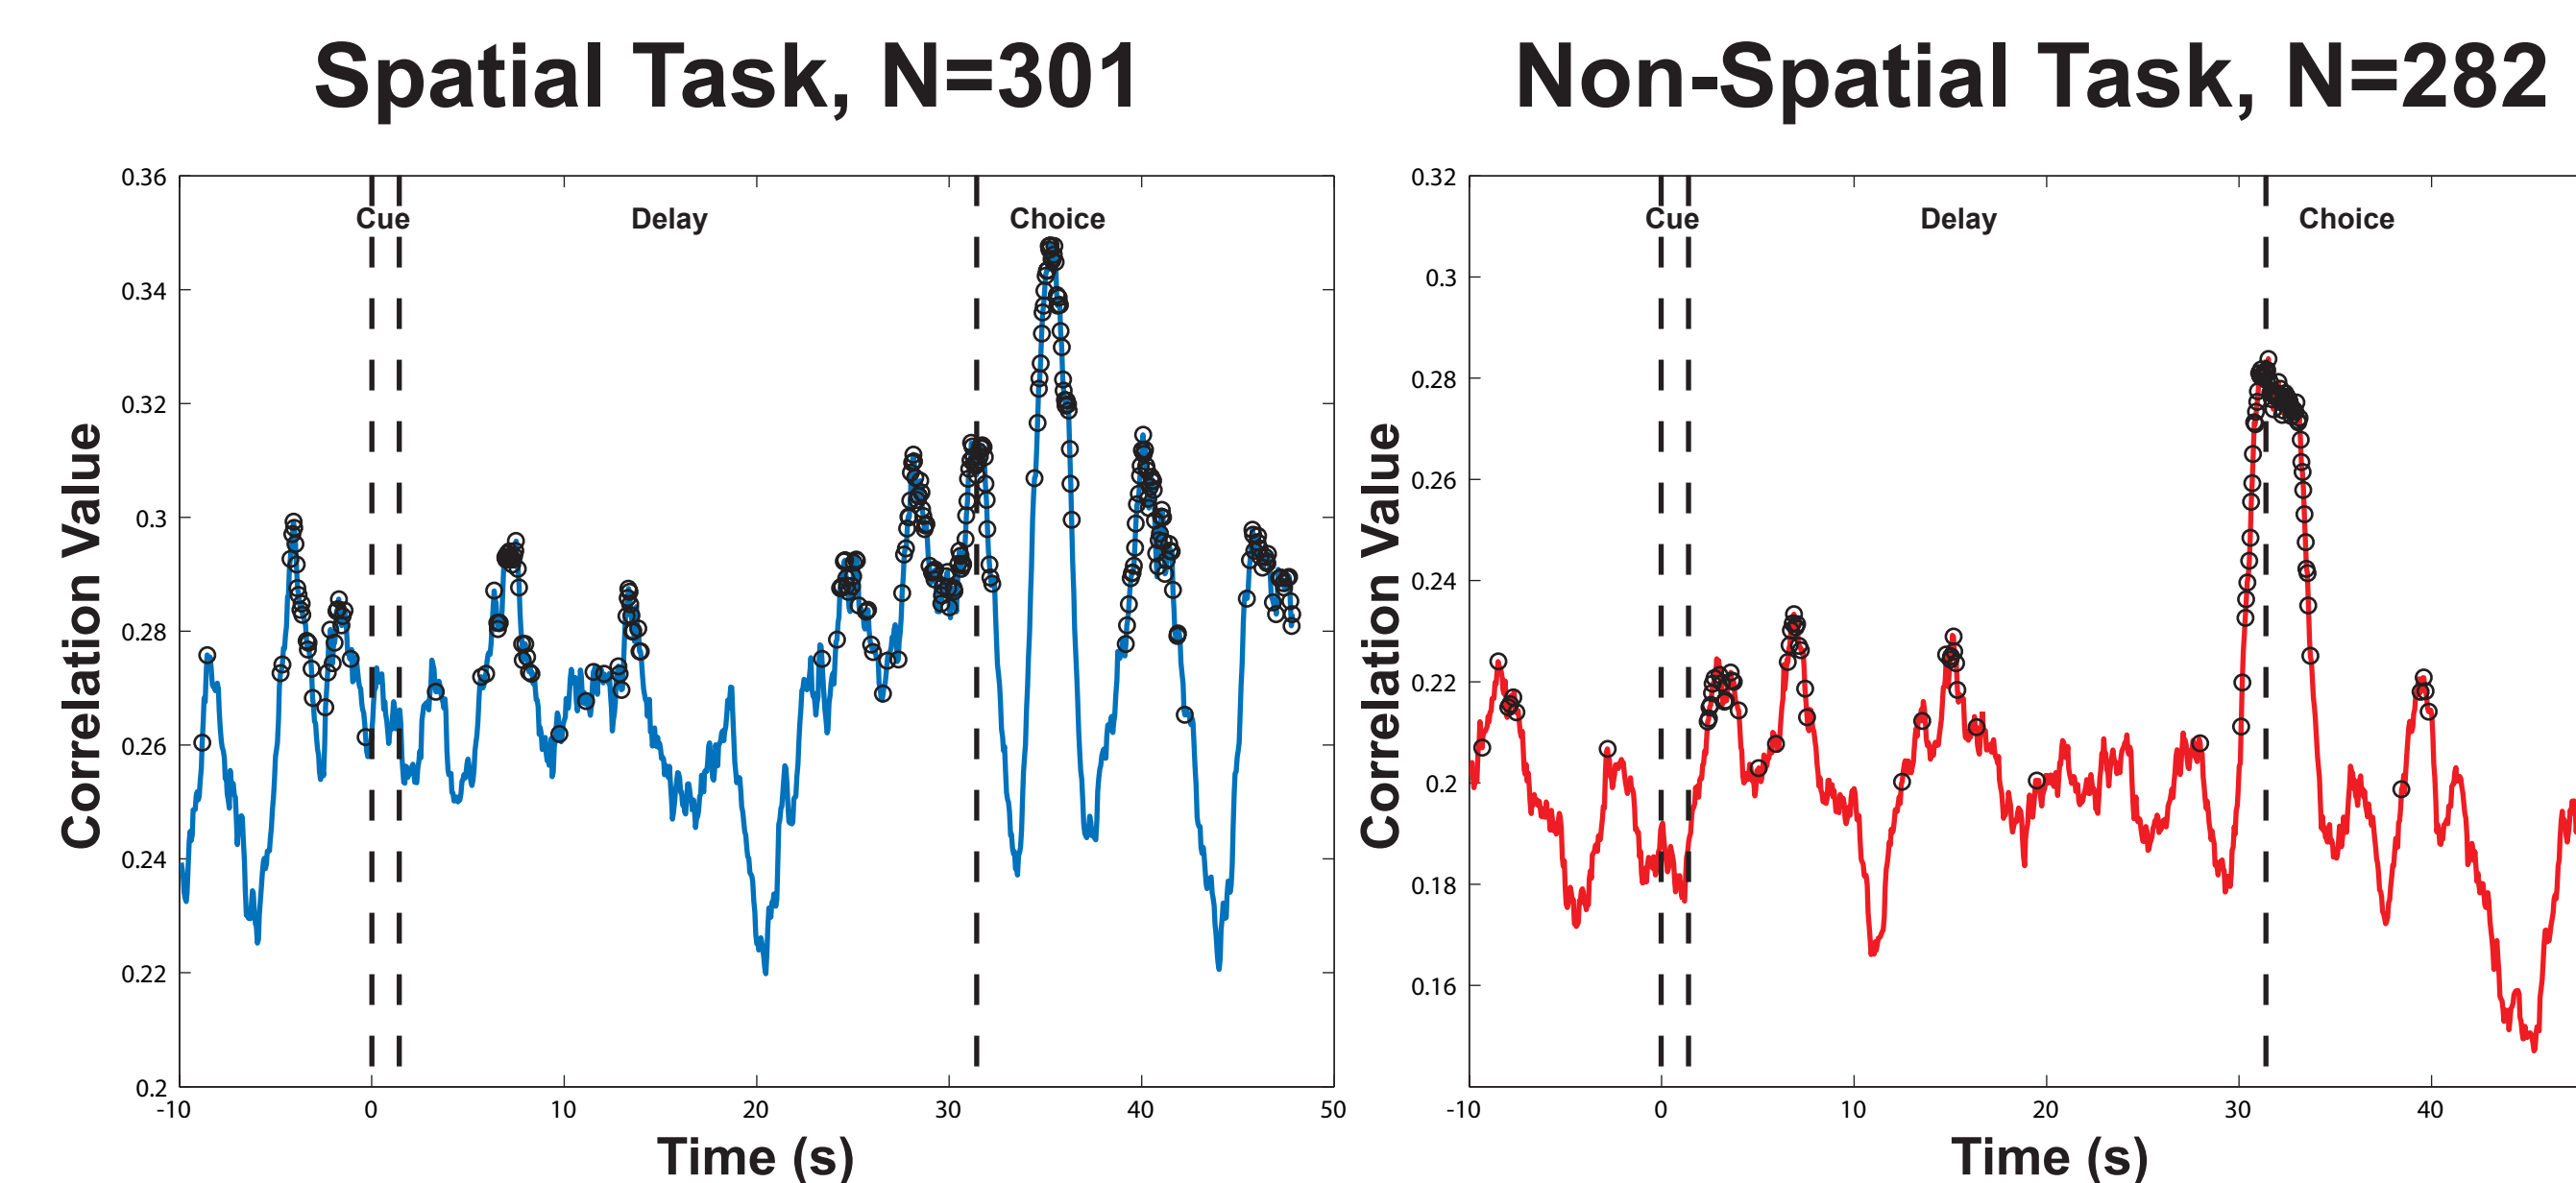 Spatial Task, N=301
Non-Spatial Task, N=282
0.36
0.34
0.32
0.3
0.28
0.26
0.24
0.22
0.2
Correlation Value
Cue
Delay
Choice
-10
0
10
20
30
40
50
Time (s)
0.32
0.3
0.28
0.26
0.24
0.22
0.2
0.18
0.16
Correlation Value
Cue
Delay
Choice
-10
0
10
20
30
40
Time (s)